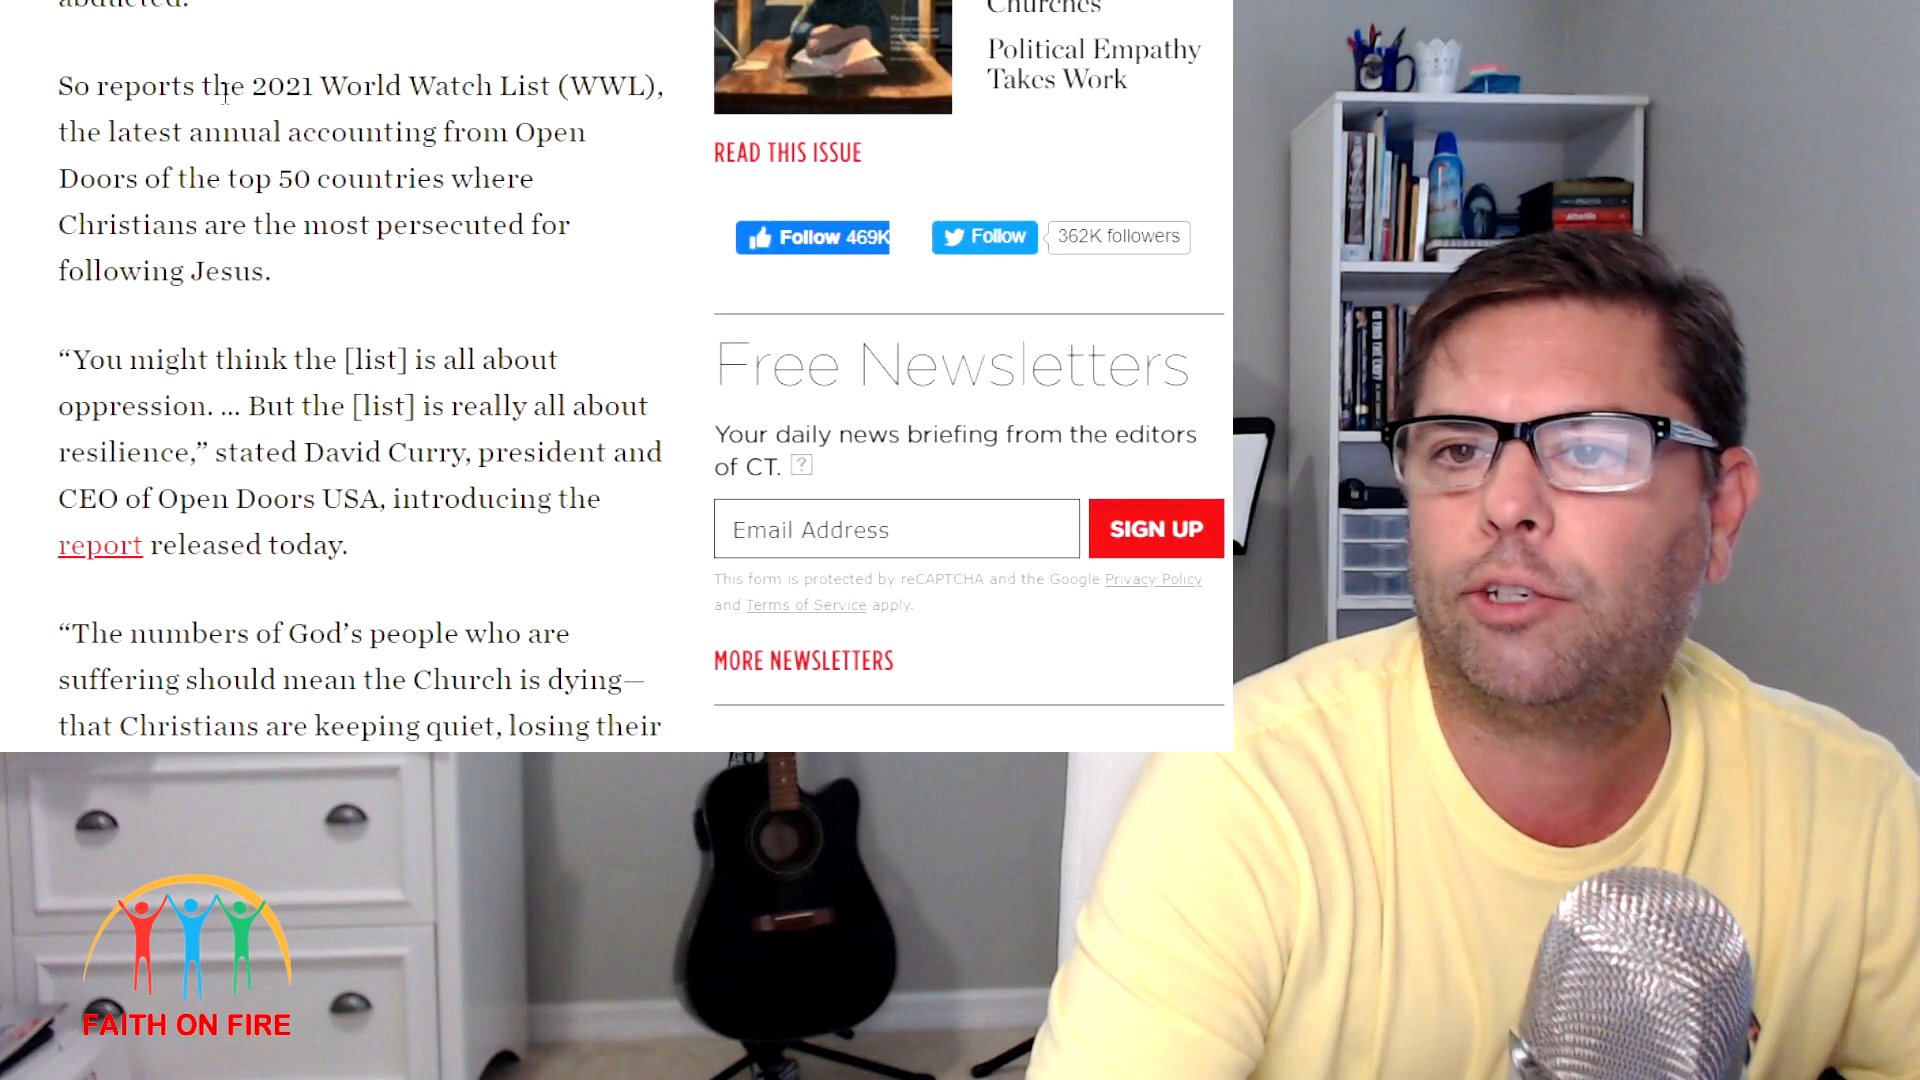 abducted.
So reports the 2021 World Watch List (WWL),
the latest annual accounting from Open
Doors of the top 50 countries where
Christians are the most persecuted for
following Jesus.
“You might think the [list] is all about
oppression. ... But the [list] is really all about
resilience,” stated David Curry, president and
CEO of Open Doors USA, introducing the
report released today.
“The numbers of God’s people who are
suffering should mean the Church is dying—
that Christians are keeping quiet, losing their
Churches
Political Empathy
Takes Work
READ THIS ISSUE
Follow 469K
Follow
362K followers
Free Newsletters
Your daily news briefing from the editors
of CT. ?
Email Address
SIGN UP
This form is protected by reCAPTCHA and the Google Privacy Policy
and Terms of Service apply.
MORE NEWSLETTERS
FAITH ON FIRE